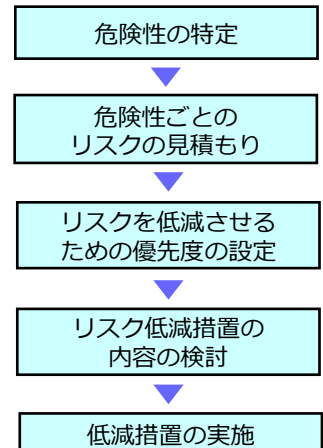 危険性の特定
危険性ごとの
リスクの見積もり
リスクを低減させる
ための優先度の設定
リスク低減措置の
内容の検討
低減措置の実施